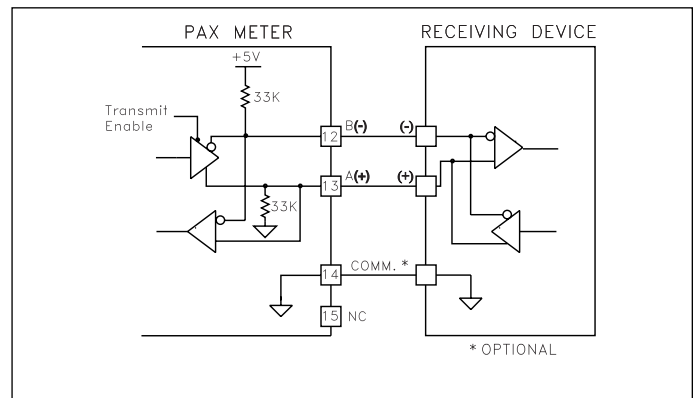 PAX METER
RECEIVING DEVICE
+5V
33K
Transmit
Enable
12
B(-)
(-)
13
A(+)
(+)
33K
14
COMM. *
15
NC
* OPTIONAL